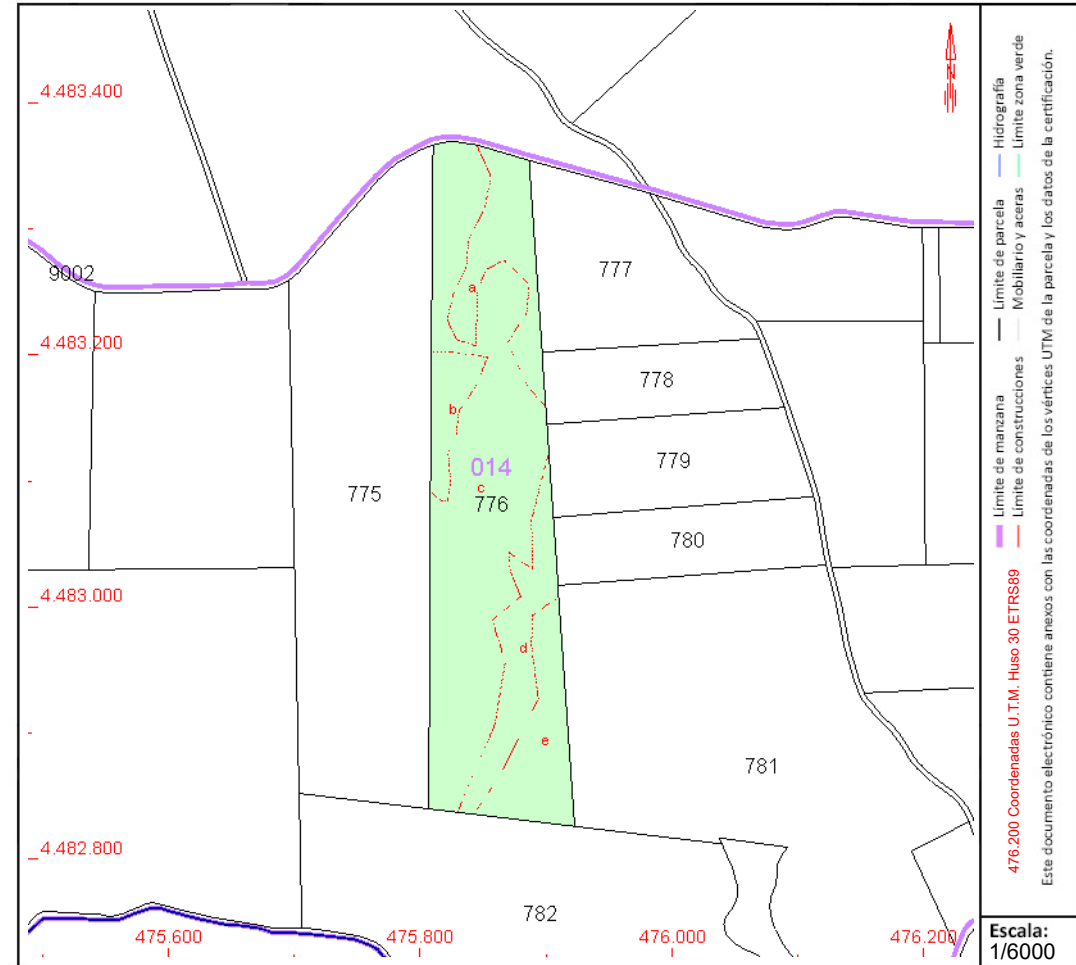 4.483.400
N
9002
777
a
4.483.200
778
b
014
779
775
c
776
780
4.483.000
d
e
781
4.482.800
782
475.600
475.800
476.000
476.200
476.200 Coordenadas U.T.M. Huso 30 ETRS89
Límite de manzana
Límite de parcela
Hidrografía
Límite de construcciones
Mobiliario y aceras
Límite zona verde
Este documento electrónico contiene anexos con las coordenadas de los vértices UTM de la parcela y los datos de la certificación.
Escala:
1/6000